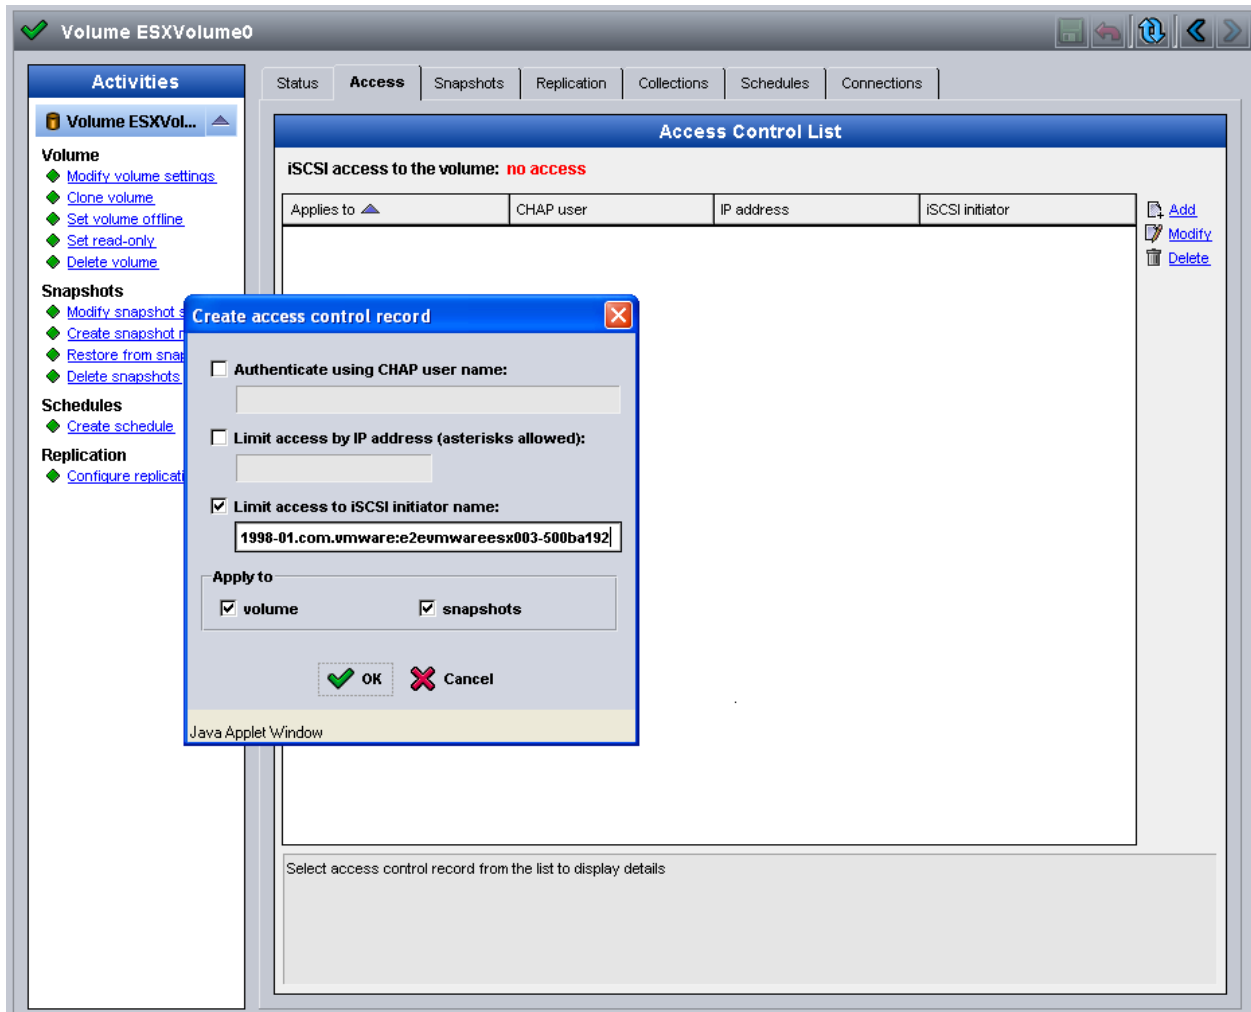 Volume ESXVolume0
Activities
Volume ESXVol...
Volume
Modify volume settings
Clone volume
Set volume offline
Set read-only
Delete volume
Snapshots
Modify snapshot s
Create snapshot r
Restore from snap
Delete snapshots
Schedules
Create schedule
Replication
Configure replicati
Status Access Snapshots Replication Collections Schedules Connections
Access Control List
iSCSI access to the volume: no access
Applies to CHAP user IP address iSCSI initiator
Add
Modify
Delete
Create access control record
Authenticate using CHAP user name:
Limit access by IP address (asterisks allowed):
Limit access to iSCSI initiator name:
1998-01.com.vmware:e2evmwareesx003-500ba192
Apply to
volume snapshots
OK Cancel
Java Applet Window
Select access control record from the list to display details